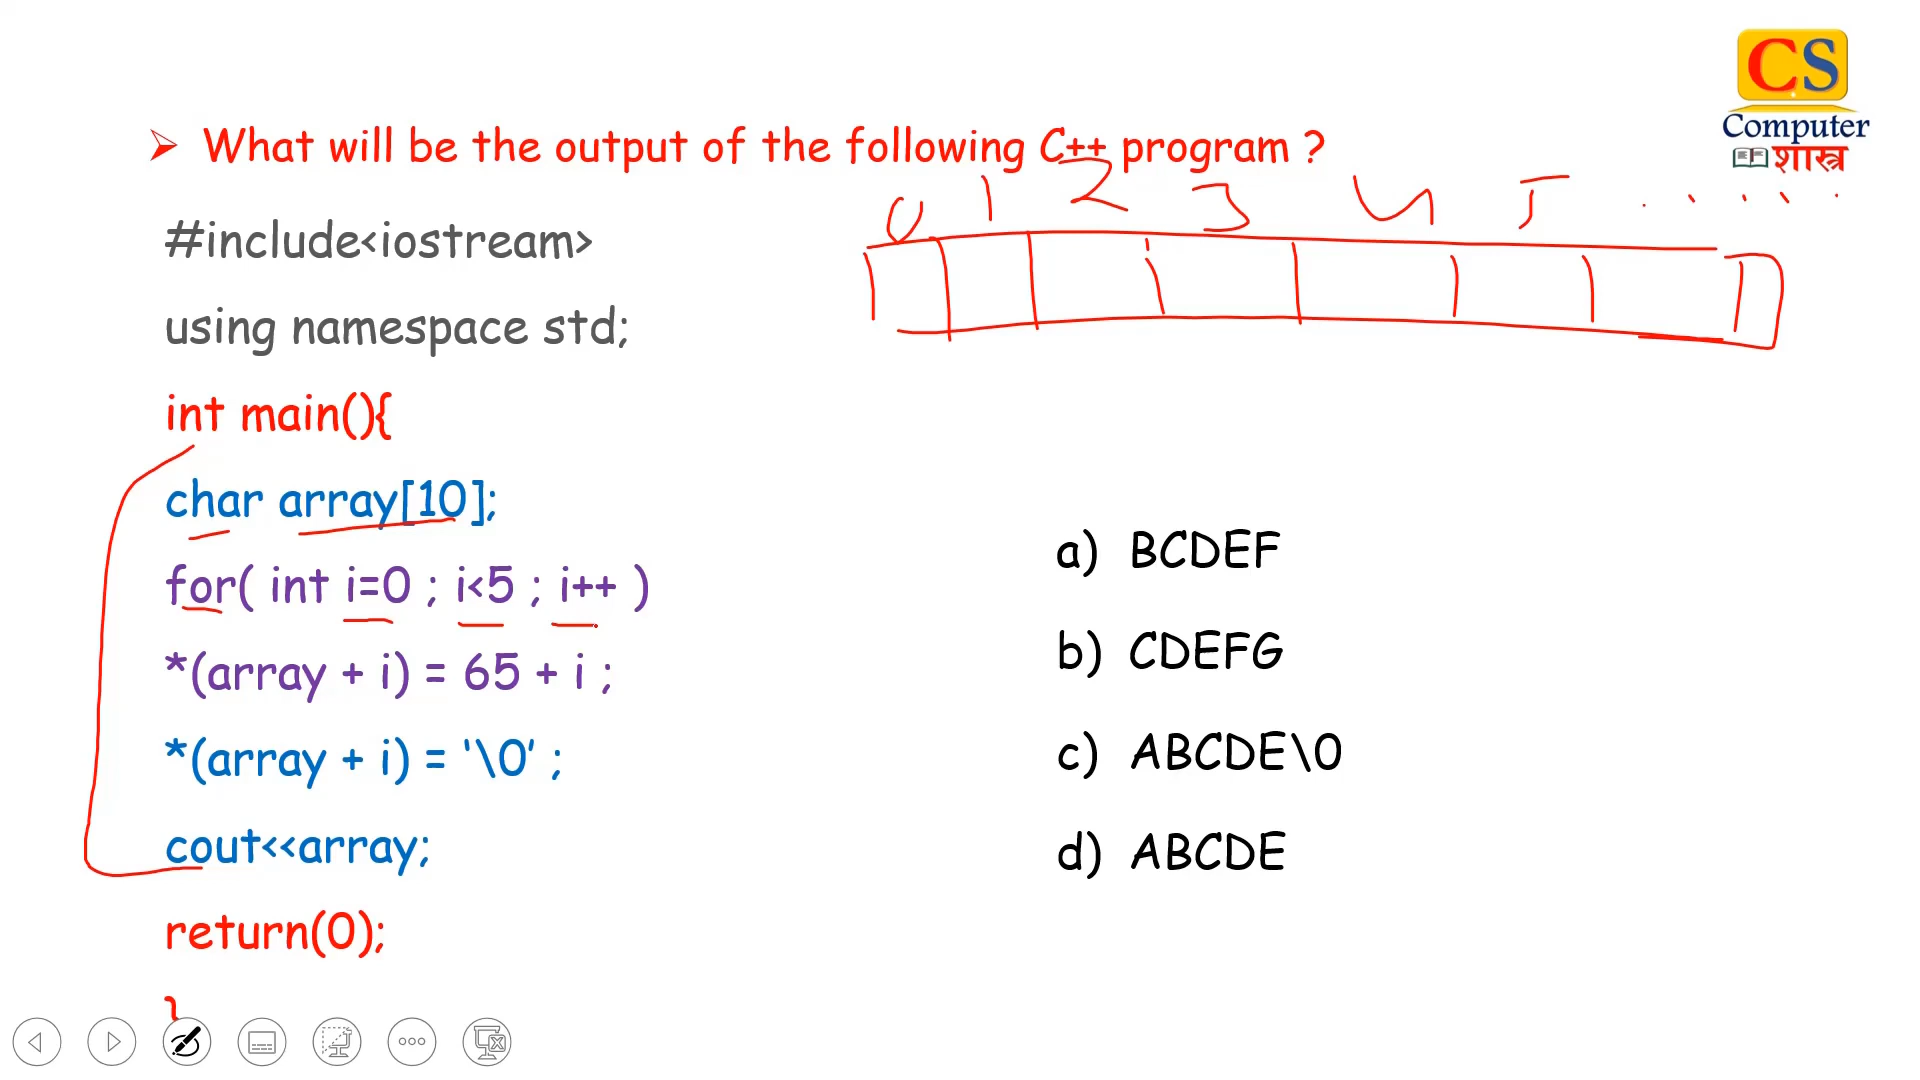 CS
Computer
शास्त्र
➢ What will be the output of the following C++ program ?
0 1 2 3 4 5 . . . . .
#include<iostream>
using namespace std;
int main(){
char array[10];
for( int i=0 ; i<5 ; i++ )
*(array + i) = 65 + i ;
*(array + i) = '\0' ;
cout<<array;
return(0);
}
a) BCDEF
b) CDEFG
c) ABCDE\0
d) ABCDE